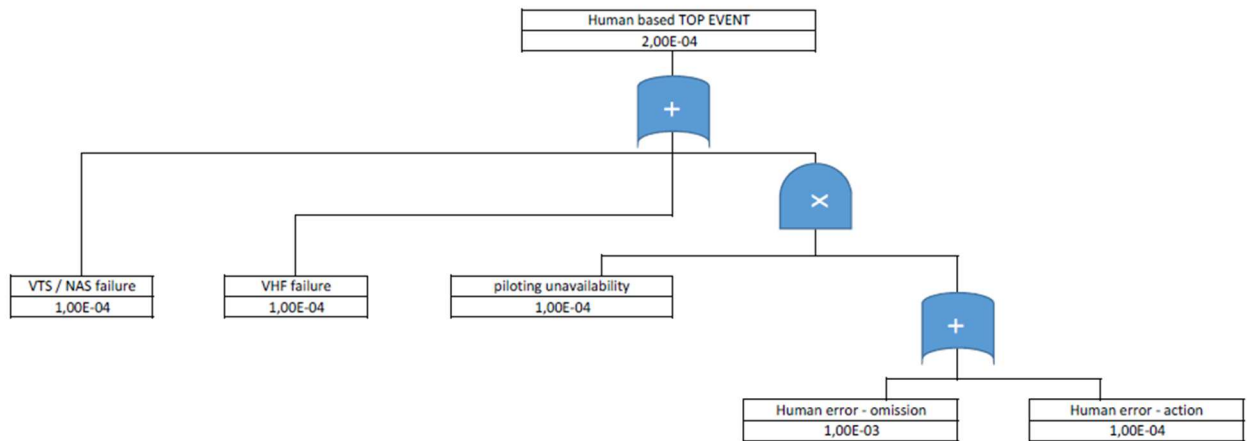 Human based TOP EVENT
2,00E-04
+
X
VTS / NAS failure
1,00E-04
VHF failure
1,00E-04
piloting unavailability
1,00E-04
+
Human error - omission
1,00E-03
Human error - action
1,00E-04